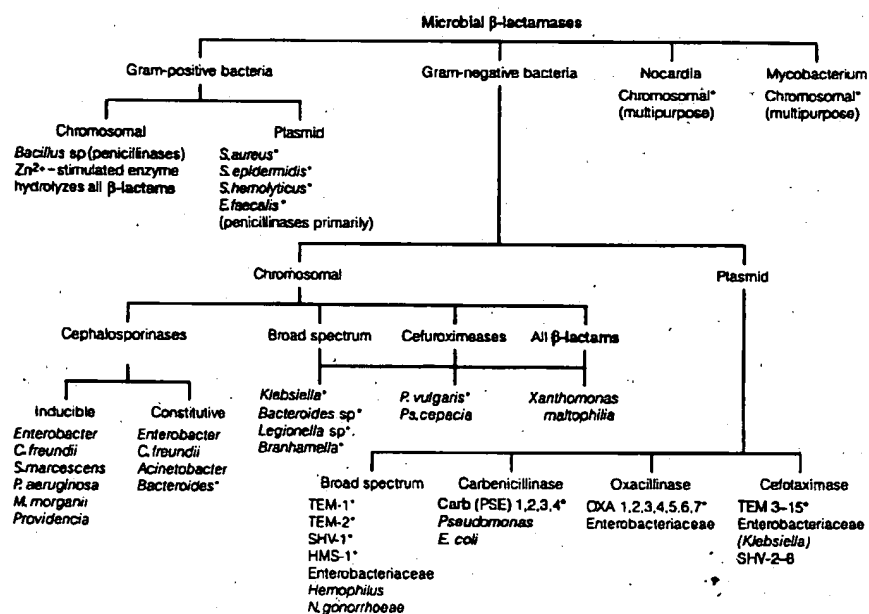 Microbial β-lactamases
Gram-positive bacteria
Gram-negative bacteria
Nocardia
Chromosomal*
(multipurpose)
Mycobacterium
Chromosomal*
(multipurpose)
Chromosomal
Bacillus sp (penicillinases)
Zn2+-stimulated enzyme
hydrolyzes all β-lactams
Plasmid
S.aureus*
S.epidermidis*
S.hemolyticus*
E.faecalis*
(penicillinases primarily)
Chromosomal
Plasmid
Cephalosporinases
Broad spectrum
Cefuroximeases
All β-lactams
Inducible
Enterobacter
C.freundii
S.marcescens
P. aeruginosa
M. morganii
Providencia
Constitutive
Enterobacter
C.freundii
Acinetobacter
Bacteroides*
Klebsiella*
Bacteroides sp*
Legionella sp*.
Branhamella*
P. vulgaris*
Ps.cepacia
Xanthomonas
maltophilia
Broad spectrum
TEM-1*
TEM-2*
SHV-1*
HMS-1*
Enterobacteriaceae
Hemophilus
N.gonorrhoeae
Carbenicillinase
Carb (PSE) 1,2,3,4*
Pseudomonas
E. coli
Oxacillinase
OXA 1,2,3,4,5,6,7*
Enterobacteriaceae
Cefotaximase
TEM 3-15*
Enterobacteriaceae
(Klebsiella)
SHV-2-6